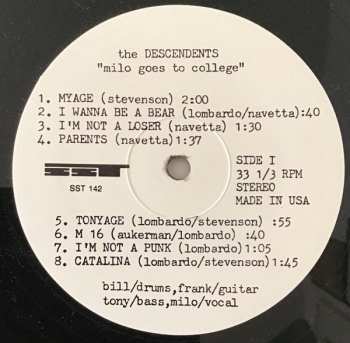 the DESCENDENTS
"milo goes to college"
1. MYAGE (stevenson) 2:00
2. I WANNA BE A BEAR (lombardo/navetta):40
3. I'M NOT A LOSER (navetta) 1:30
4. PARENTS (navetta)1:37
SST
SST 142
SIDE I
33 1/3 RPM
STEREO
MADE IN USA
5. TONYAGE (lombardo/stevenson) :55
6. M 16 (aukerman/lombardo) :40
7. I'M NOT A PUNK (lombardo)1:05
8. CATALINA (lombardo/stevenson)1:45
bill/drums,frank/guitar
tony/bass,milo/vocal